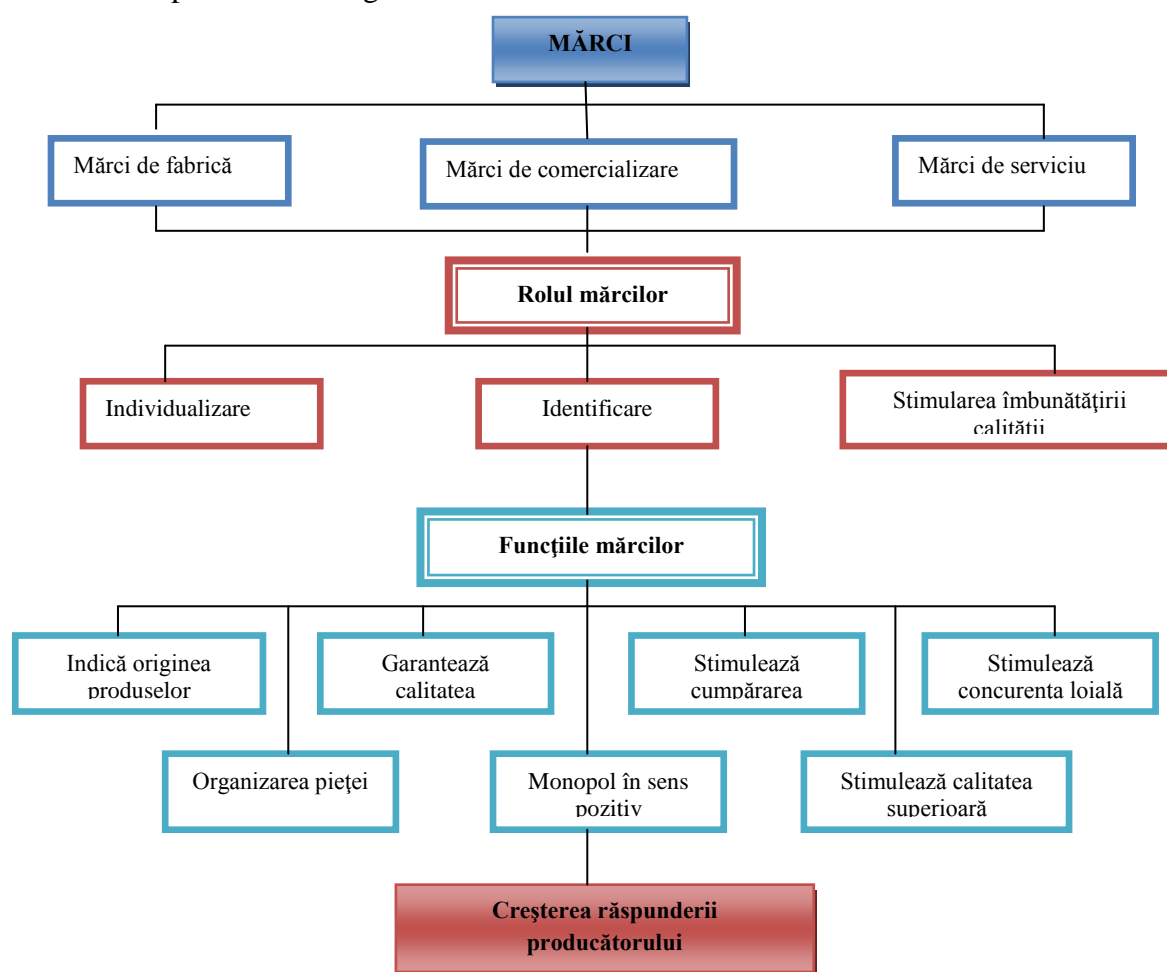 MĂRCI
Mărci de fabrică
Mărci de comercializare
Mărci de serviciu
Rolul mărcilor
Individualizare
Identificare
Stimularea îmbunătăţirii
calităţii
Funcţiile mărcilor
Indică originea
produselor
Garantează
calitatea
Stimulează
cumpărarea
Stimulează
concurenta loială
Organizarea pieţei
Monopol în sens
pozitiv
Stimulează calitatea
superioară
Creşterea răspunderii
producătorului